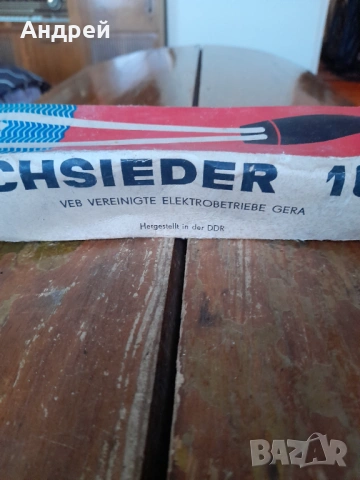 Андрей
CHSIEDER 1
VEB VEREINIGTE ELEKTROBETRIEBE GERA
Hergestellt in der DDR
BAZAR